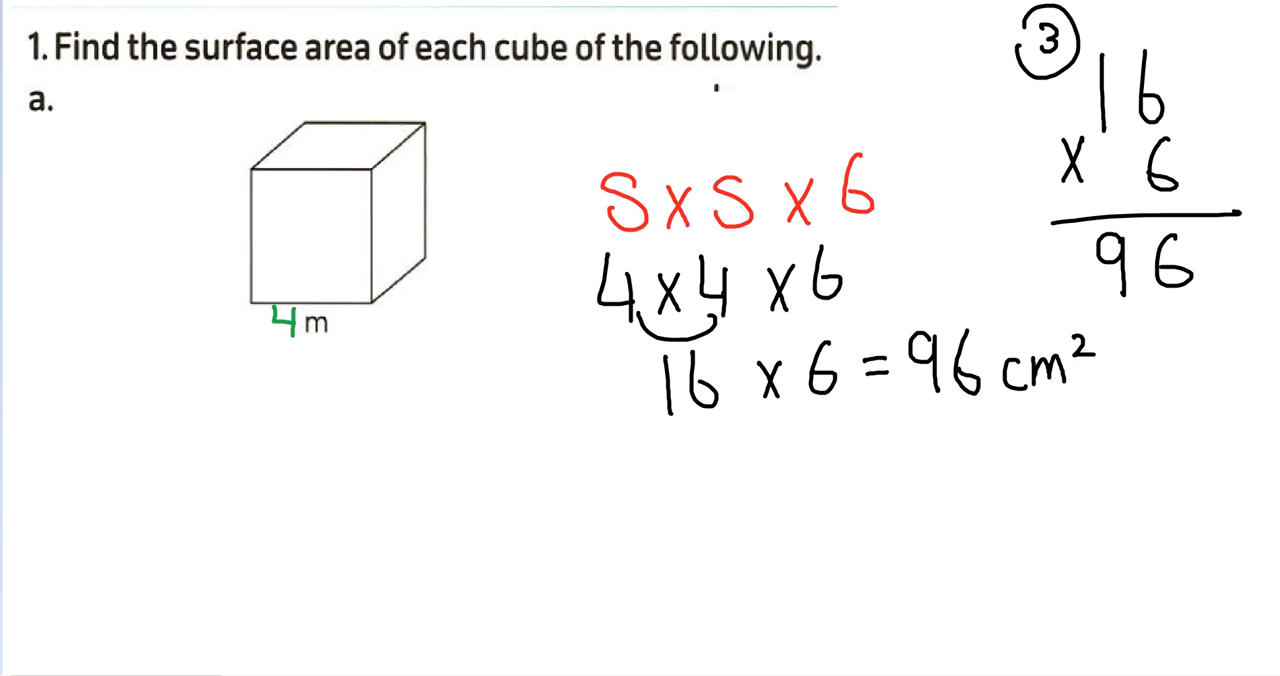 1. Find the surface area of each cube of the following.
a.
4 m
S x S x 6
4 x 4 x 6
16 x 6 = 96 cm²
3
16
x 6
96